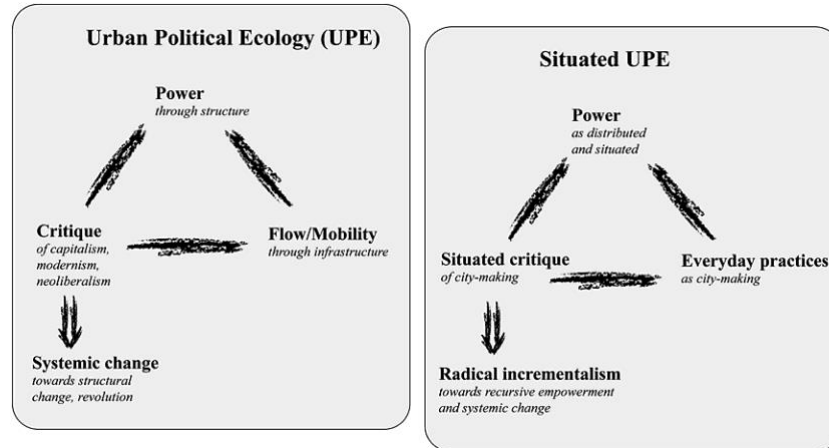 Urban Political Ecology (UPE)
Power
through structure
Critique
of capitalism,
modernism,
neoliberalism
Flow/Mobility
through infrastructure
Systemic change
towards structural
change, revolution
Situated UPE
Power
as distributed
and situated
Situated critique
of city-making
Everyday practices
as city-making
Radical incrementalism
towards recursive empowerment
and systemic change